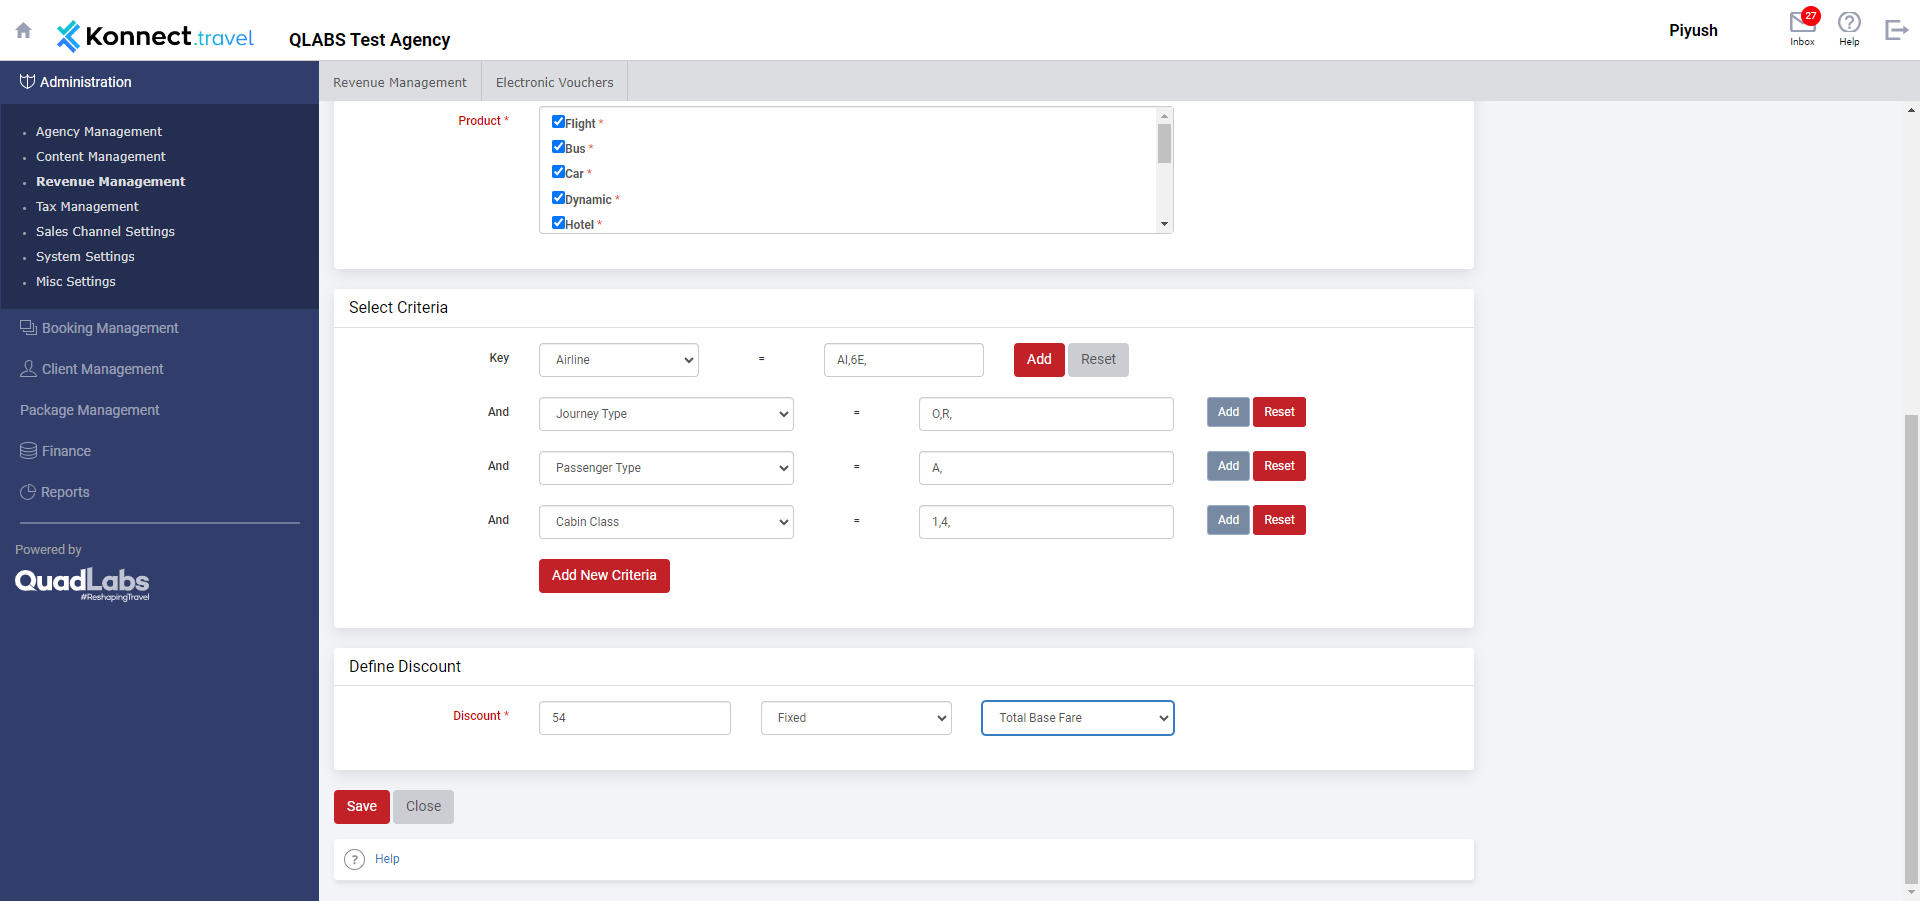 Konnect.travel
QLABS Test Agency
Piyush
27
Inbox
Help
Administration
Agency Management
Content Management
Revenue Management
Tax Management
Sales Channel Settings
System Settings
Misc Settings
Booking Management
Client Management
Package Management
Finance
Reports
Powered by
QuadLabs
#ReshapingTravel
Revenue Management
Electronic Vouchers
Product *
Flight *
Bus *
Car *
Dynamic *
Hotel *
Select Criteria
Key Airline = AI,6E, Add Reset
And Journey Type = O,R, Add Reset
And Passenger Type = A, Add Reset
And Cabin Class = 1,4, Add Reset
Add New Criteria
Define Discount
Discount * 54 Fixed Total Base Fare
Save Close
? Help